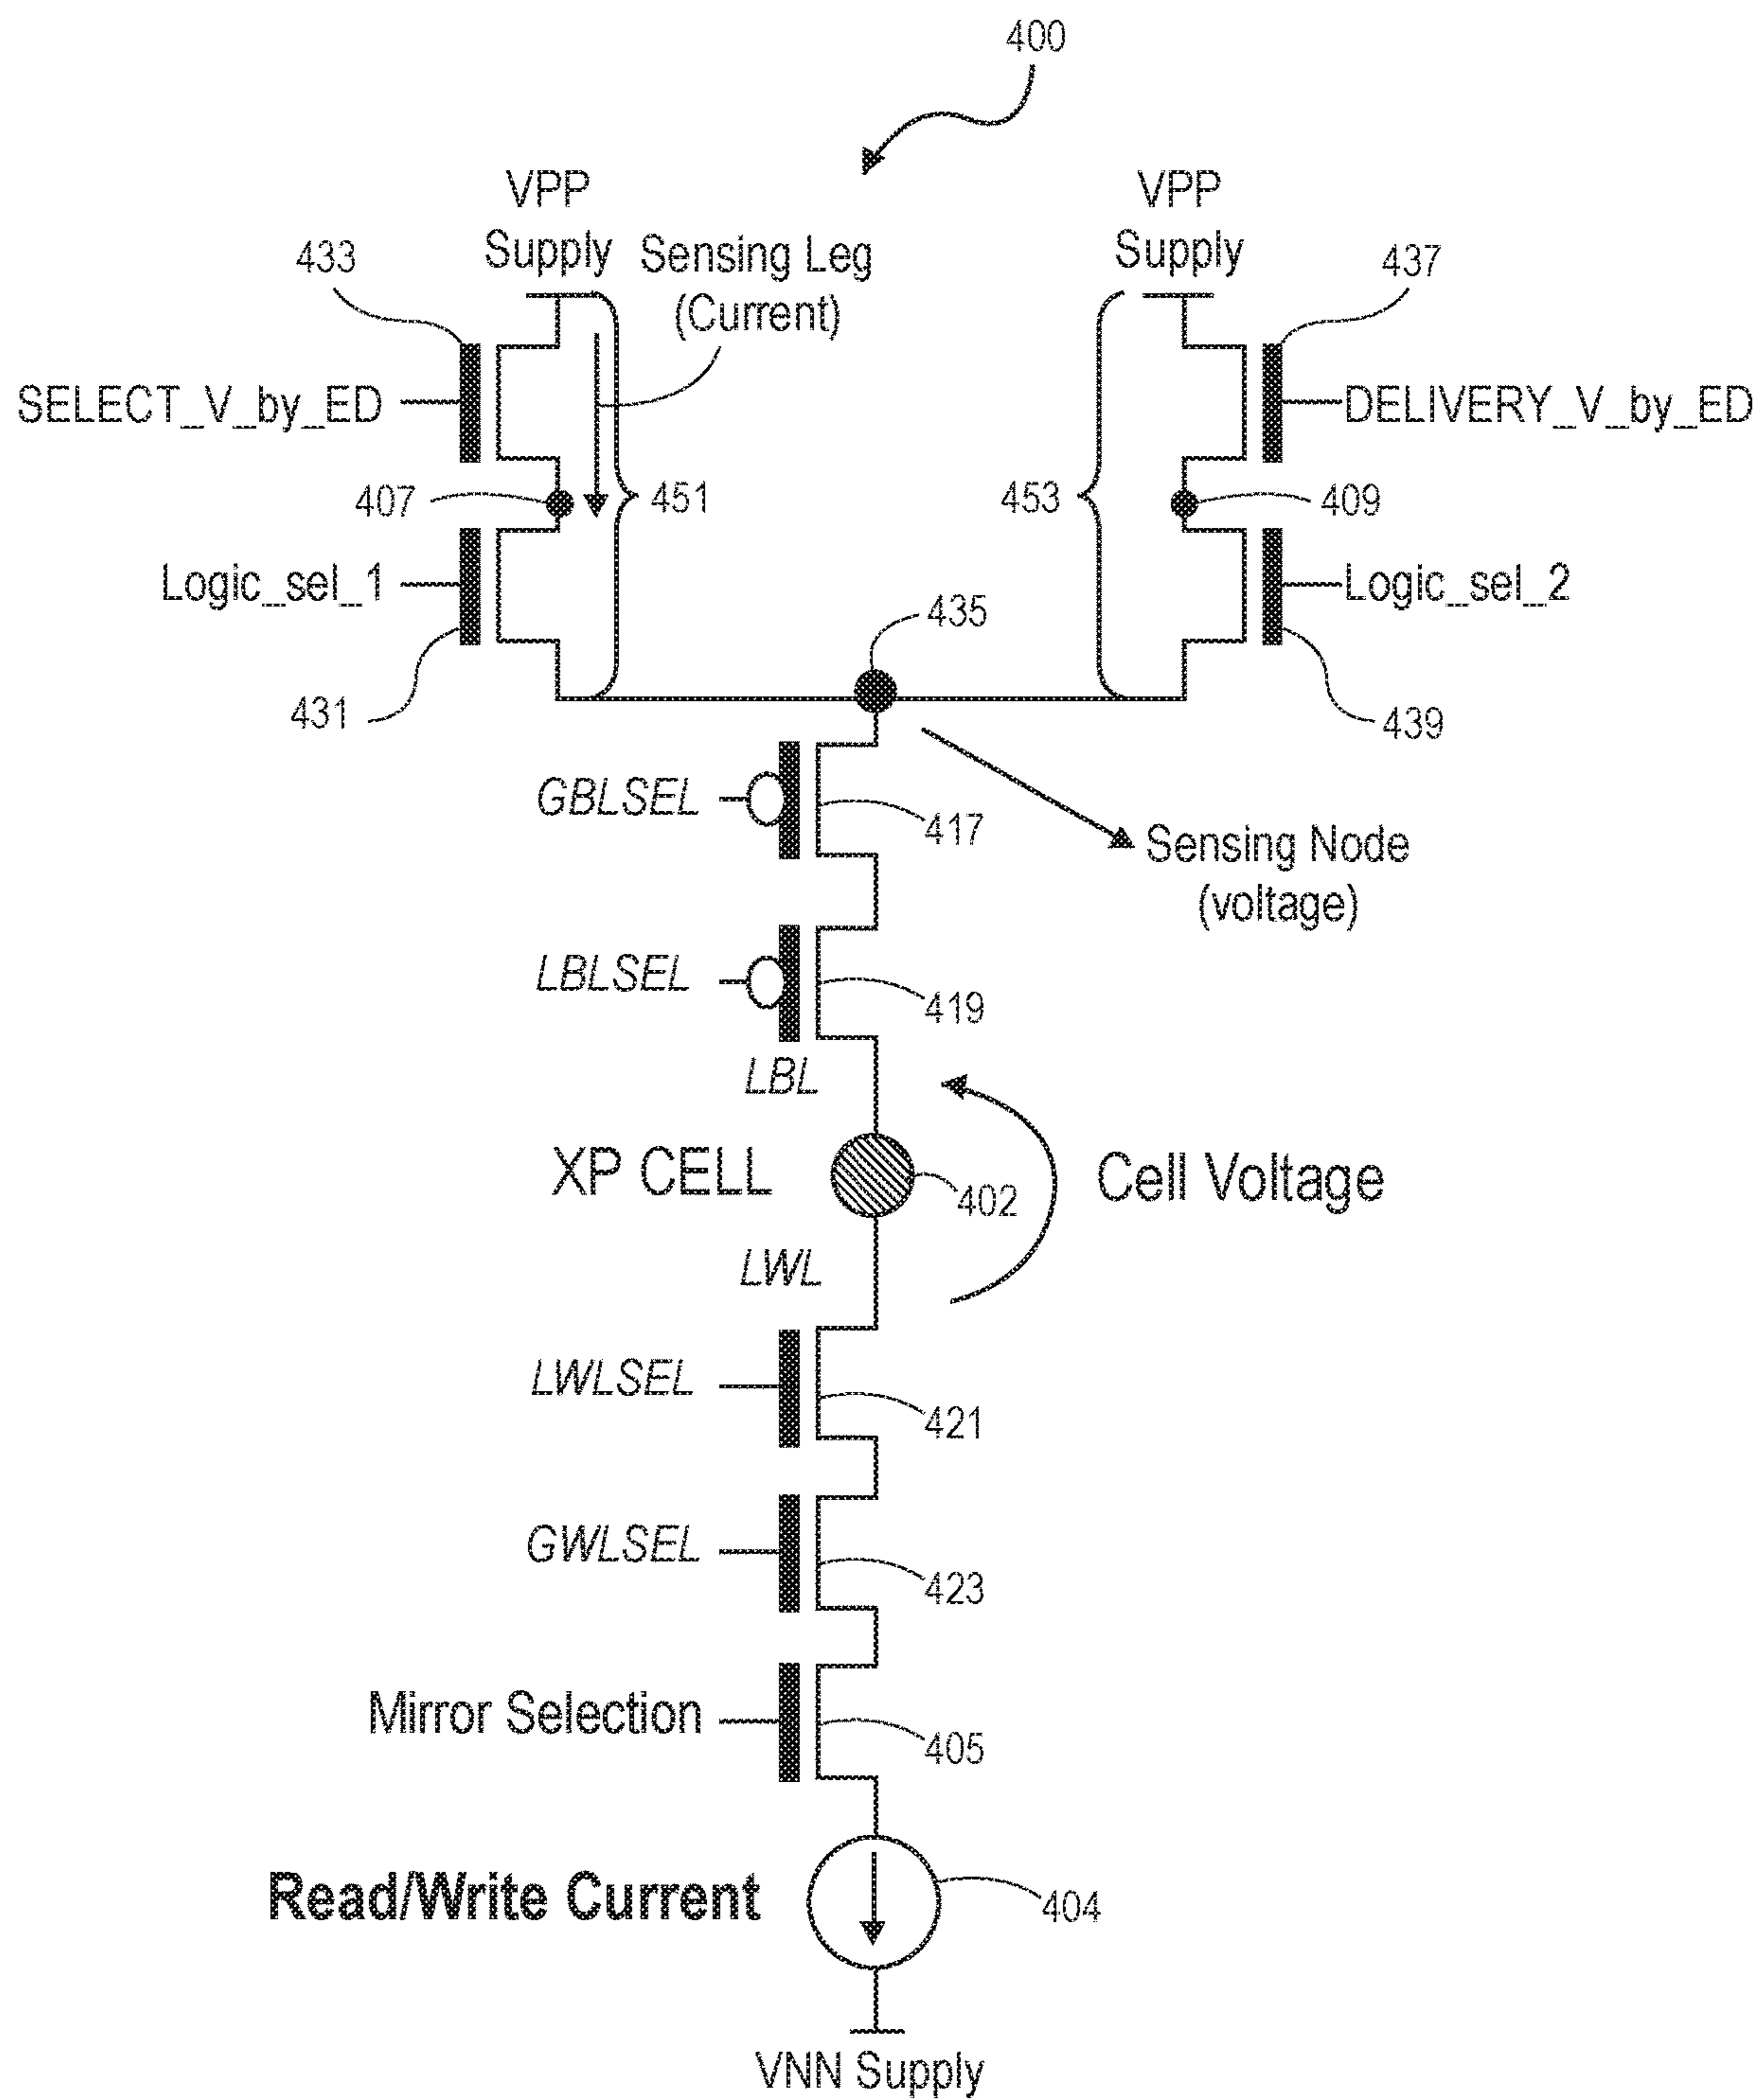 400
VPP
Supply
VPP
Supply
433
Sensing Leg
(Current)
437
SELECT_V_by_ED
DELIVERY_V_by_ED
407
451
453
409
Logic_sel_1
Logic_sel_2
435
431
439
GBLSEL
417
Sensing Node
(voltage)
LBLSEL
419
LBL
XP CELL
402
Cell Voltage
LWL
LWLSEL
421
GWLSEL
423
Mirror Selection
405
Read/Write Current
404
VNN Supply